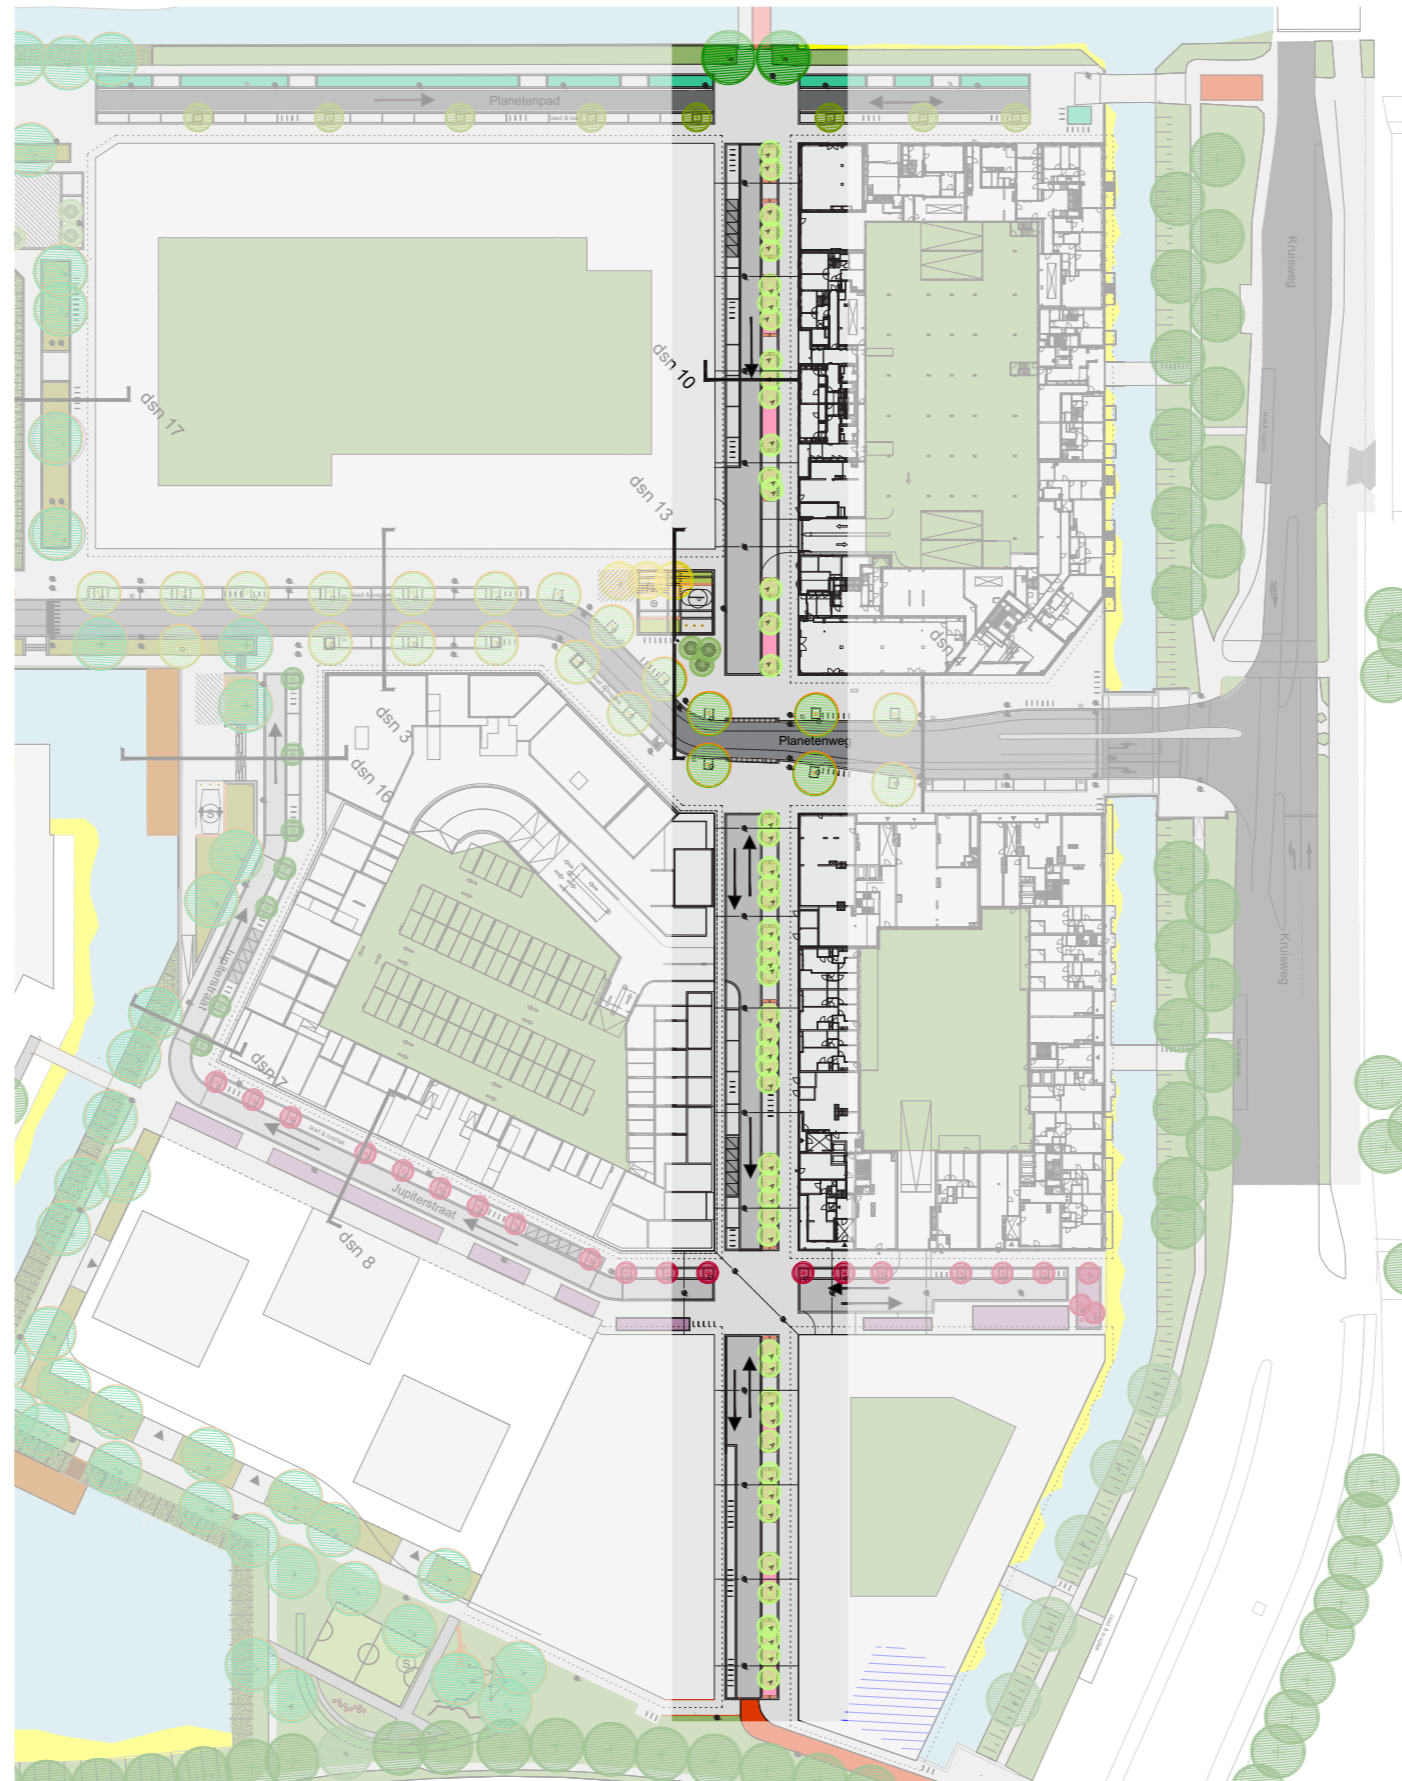 Planetenpad
Kruisweg
dsn 10
dsn 17
dsn 13
dsn 4
dsn 3
Planetenweg
dsn 16
S
Jupiterstraat
Kruisweg
dsn 7
Jupiterstraat
dsn 8
S